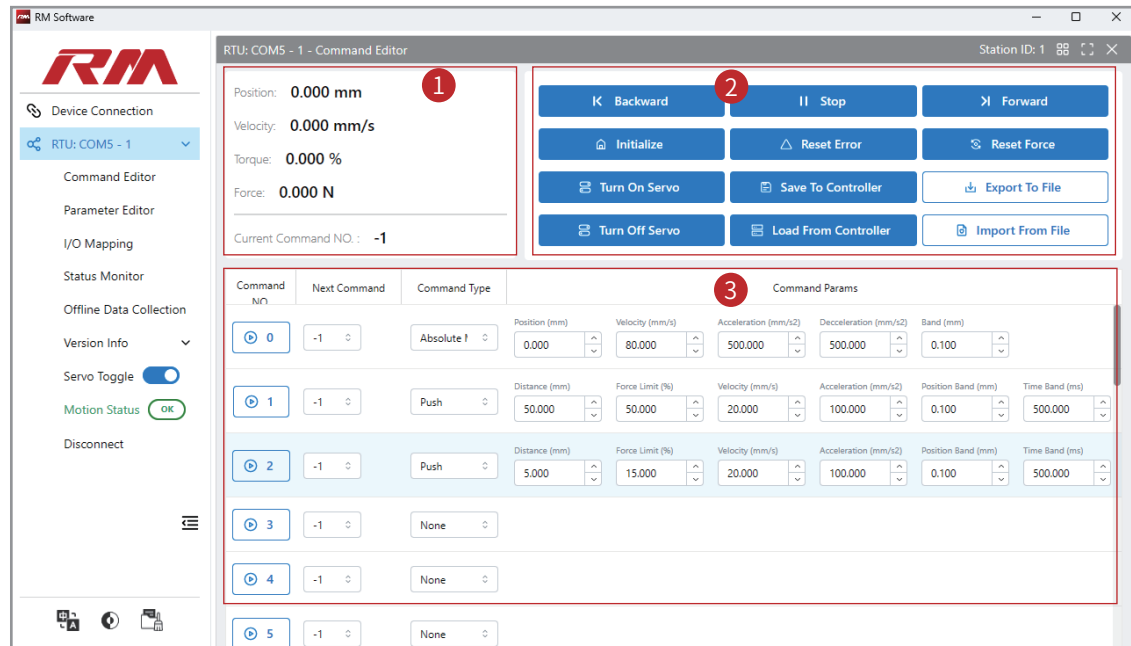 RM RM Software
RM
Device Connection
RTU: COM5 - 1
Command Editor
Parameter Editor
I/O Mapping
Status Monitor
Offline Data Collection
Version Info
Servo Toggle
Motion Status OK
Disconnect
中 A
RTU: COM5 - 1 - Command Editor Station ID: 1
1
Position: 0.000 mm
Velocity: 0.000 mm/s
Torque: 0.000 %
Force: 0.000 N
Current Command NO. : -1
2
Backward Stop Forward
Initialize Reset Error Reset Force
Turn On Servo Save To Controller Export To File
Turn Off Servo Load From Controller Import From File
3
Command NO Next Command Command Type Command Params
Position (mm) Velocity (mm/s) Acceleration (mm/s2) Decceleration (mm/s2) Band (mm)
0 -1 Absolute M 0.000 80.000 500.000 500.000 0.100
Distance (mm) Force Limit (%) Velocity (mm/s) Acceleration (mm/s2) Position Band (mm) Time Band (ms)
1 -1 Push 50.000 50.000 20.000 100.000 0.100 500.000
Distance (mm) Force Limit (%) Velocity (mm/s) Acceleration (mm/s2) Position Band (mm) Time Band (ms)
2 -1 Push 5.000 15.000 20.000 100.000 0.100 500.000
3 -1 None
4 -1 None
5 -1 None